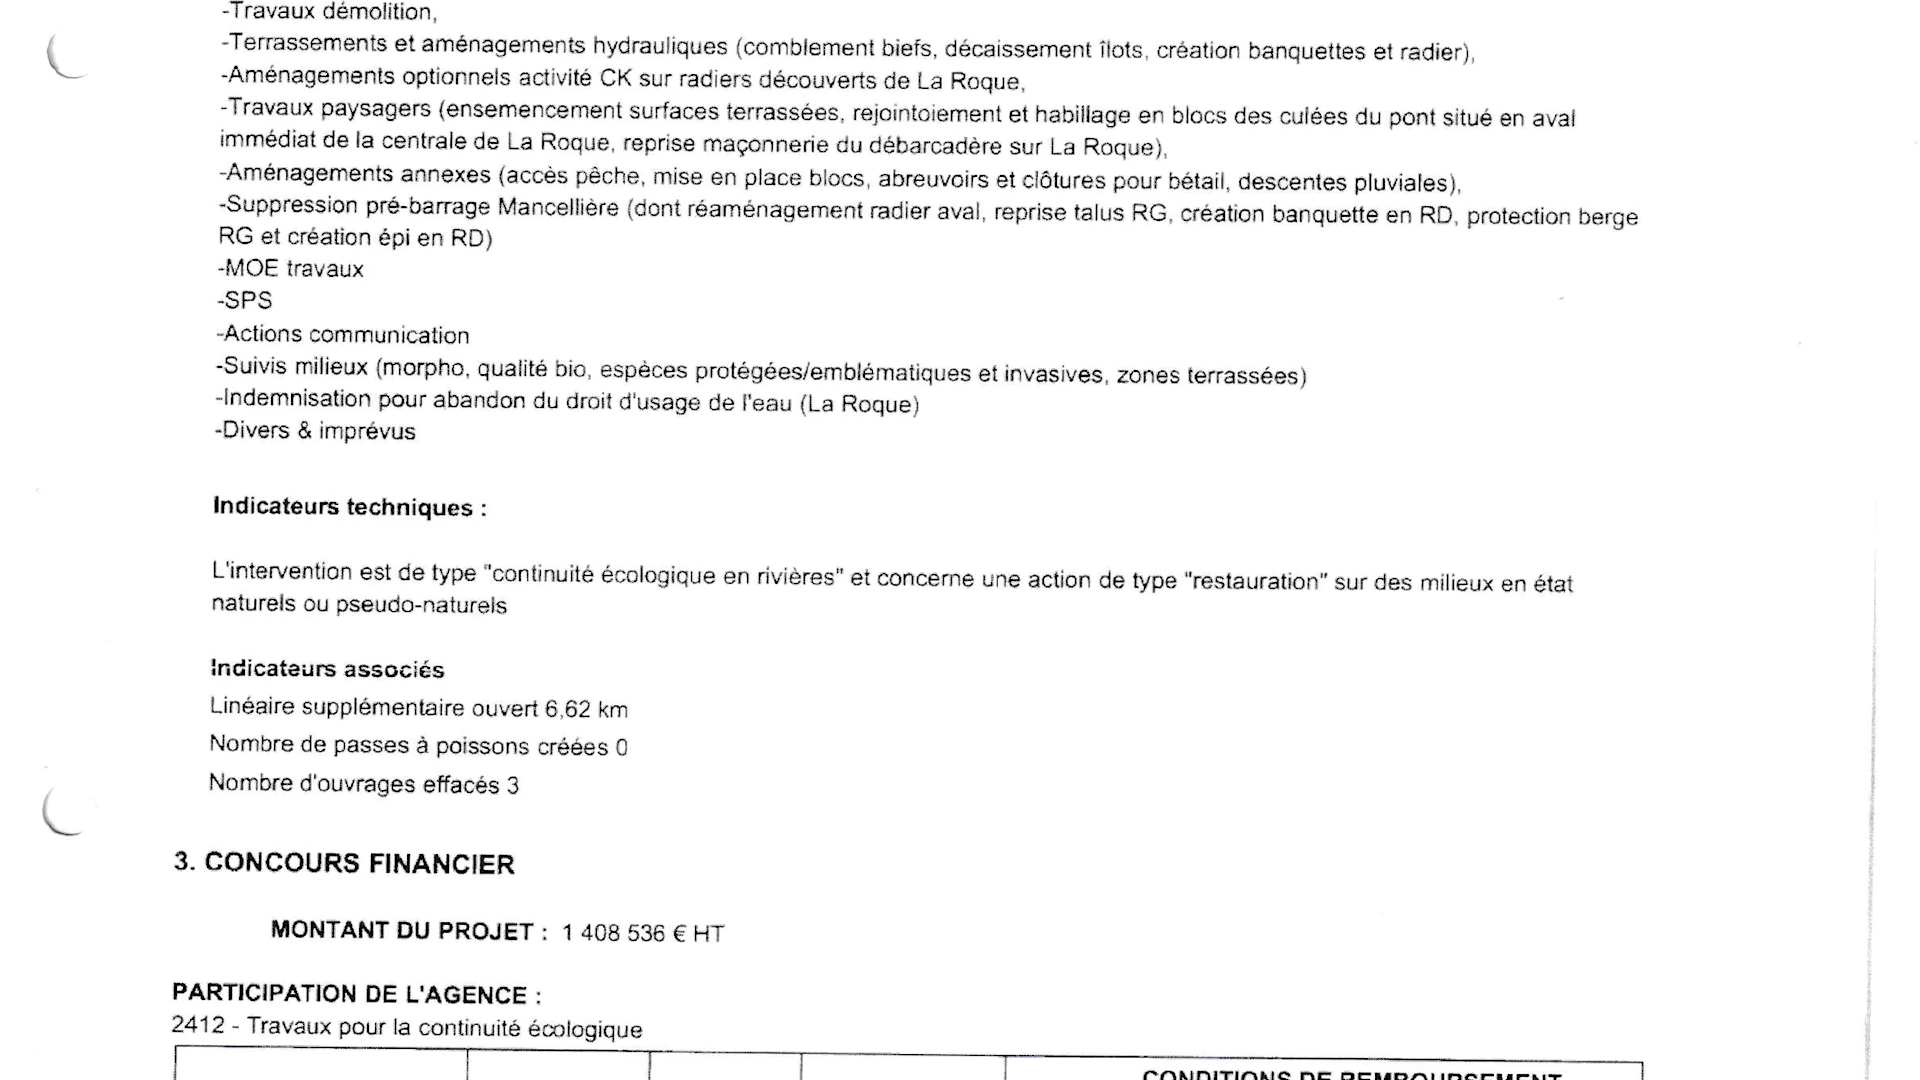 -Travaux démolition,
-Terrassements et aménagements hydrauliques (comblement biefs, décaissement îlots, création banquettes et radier),
-Aménagements optionnels activité CK sur radiers découverts de La Roque,
-Travaux paysagers (ensemencement surfaces terrassées, rejointoiement et habillage en blocs des culées du pont situé en aval
immédiat de la centrale de La Roque, reprise maçonnerie du débarcadère sur La Roque),
-Aménagements annexes (accès pêche, mise en place blocs, abreuvoirs et clôtures pour bétail, descentes pluviales),
-Suppression pré-barrage Mancellière (dont réaménagement radier aval, reprise talus RG, création banquette en RD, protection berge
RG et création épi en RD)
-MOE travaux
-SPS
-Actions communication
-Suivis milieux (morpho, qualité bio, espèces protégées/emblématiques et invasives, zones terrassées)
-Indemnisation pour abandon du droit d'usage de l'eau (La Roque)
-Divers & imprévus
Indicateurs techniques :
L'intervention est de type "continuité écologique en rivières" et concerne une action de type "restauration" sur des milieux en état
naturels ou pseudo-naturels
Indicateurs associés
Linéaire supplémentaire ouvert 6,62 km
Nombre de passes à poissons créées 0
Nombre d'ouvrages effacés 3
3. CONCOURS FINANCIER
MONTANT DU PROJET : 1 408 536 € HT
PARTICIPATION DE L'AGENCE :
2412 - Travaux pour la continuité écologique
CONDITIONS DE REMBOURSEMENT